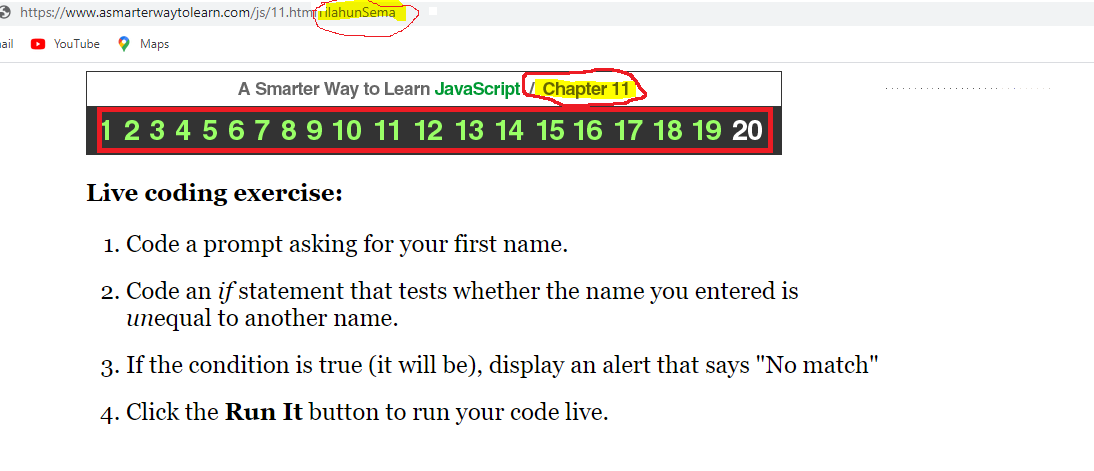 https://www.asmarterwaytolearn.com/js/11.htm TilahunSema
ail YouTube Maps
A Smarter Way to Learn JavaScript / Chapter 11
1 2 3 4 5 6 7 8 9 10 11 12 13 14 15 16 17 18 19 20
Live coding exercise:
1. Code a prompt asking for your first name.
2. Code an if statement that tests whether the name you entered is
unequal to another name.
3. If the condition is true (it will be), display an alert that says "No match"
4. Click the Run It button to run your code live.